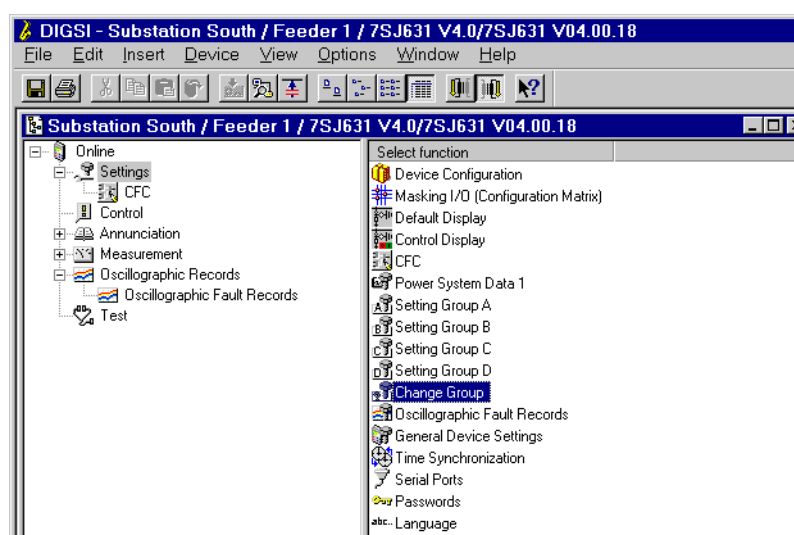 DIGSI - Substation South / Feeder 1 / 7SJ631 V4.0/7SJ631 V04.00.18
File Edit Insert Device View Options Window Help
Substation South / Feeder 1 / 7SJ631 V4.0/7SJ631 V04.00.18
Online
Settings
CFC
Control
Annunciation
Measurement
Oscillographic Records
Oscillographic Fault Records
Test
Select function
Device Configuration
Masking I/O (Configuration Matrix)
Default Display
Control Display
CFC
Power System Data 1
Setting Group A
Setting Group B
Setting Group C
Setting Group D
Change Group
Oscillographic Fault Records
General Device Settings
Time Synchronization
Serial Ports
Passwords
abc.. Language